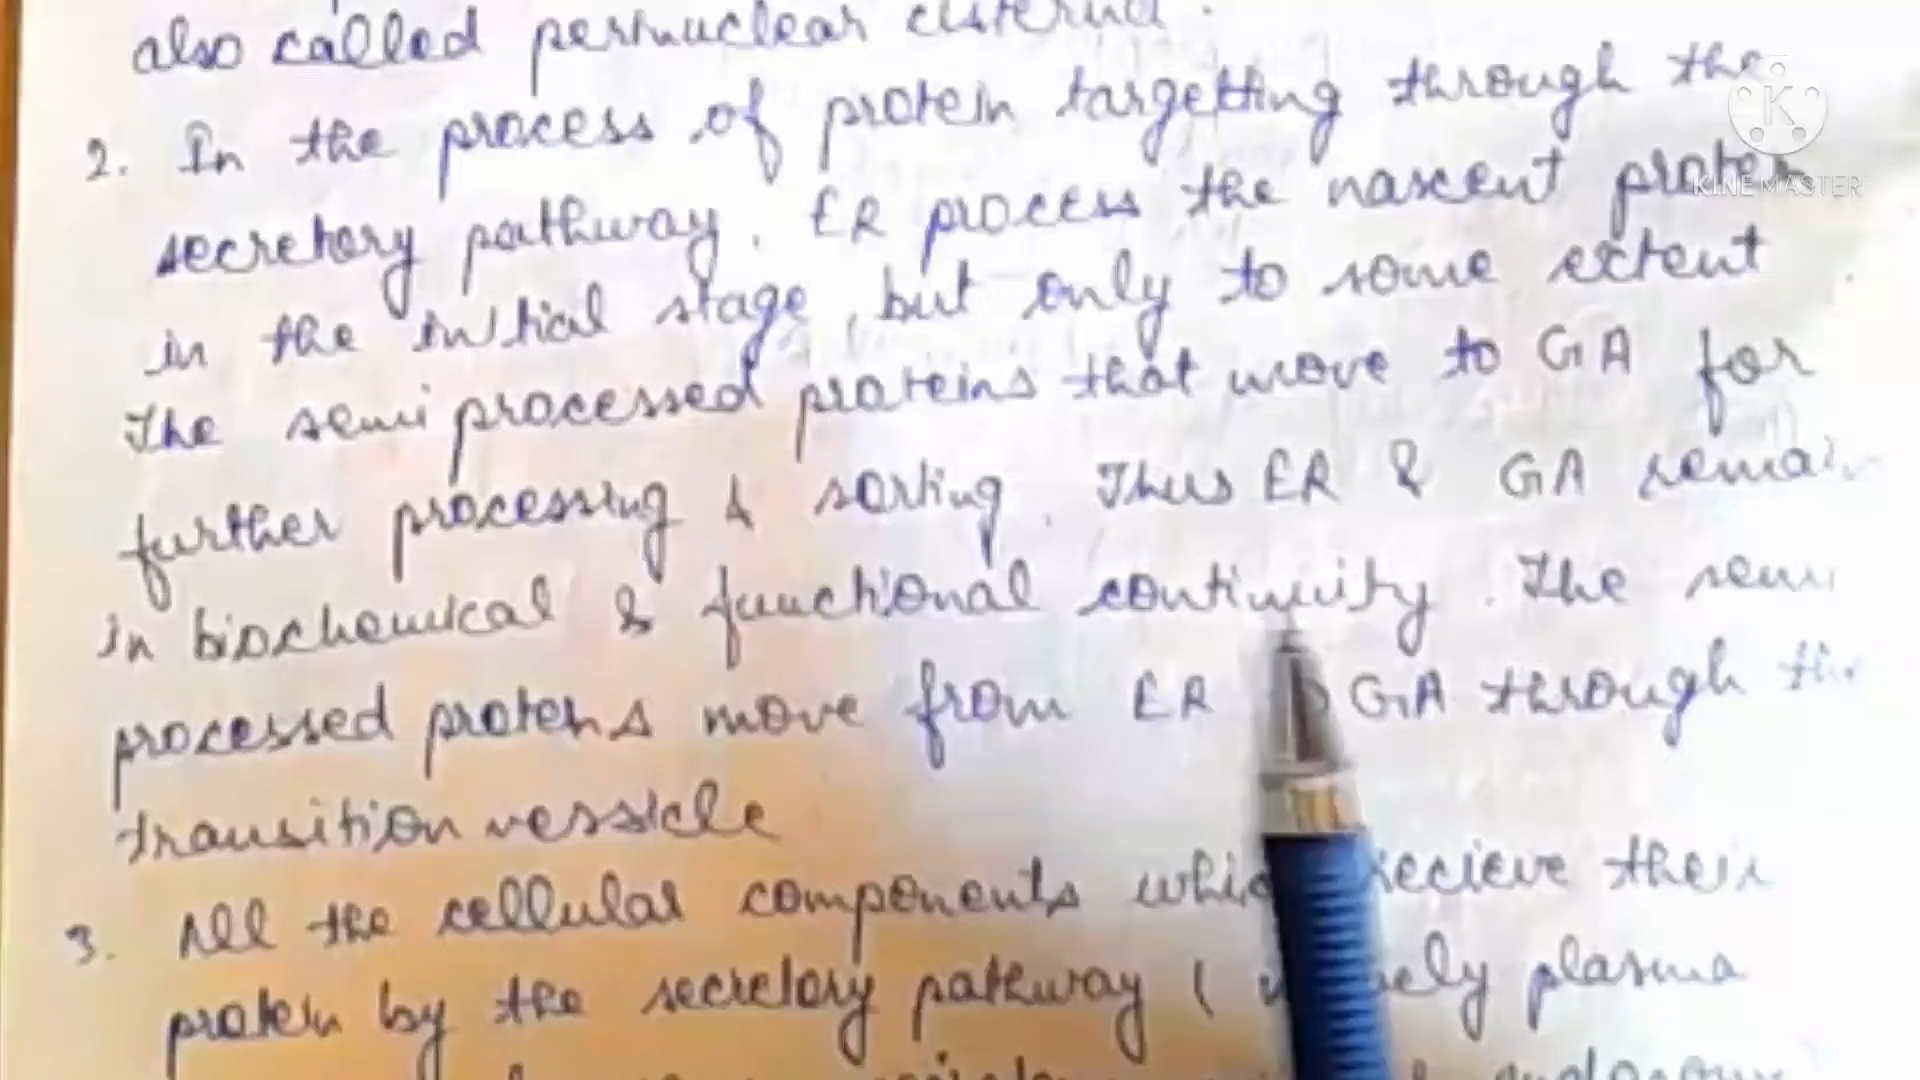 also called perinuclear cisterna.
2. In the process of protein targetting through the
secretory pathway, ER process the nascent protein
in the initial stage, but only to some extent
The semi processed proteins that move to GA for
further processing & sorting. Thus ER & GA remain
in biochemical & functional continuity. The semi
processed proteins move from ER GA through the
transition vessicle
3. All the cellular components which recieve their
protein by the secretory pathway ( plasma
KINEMASTER